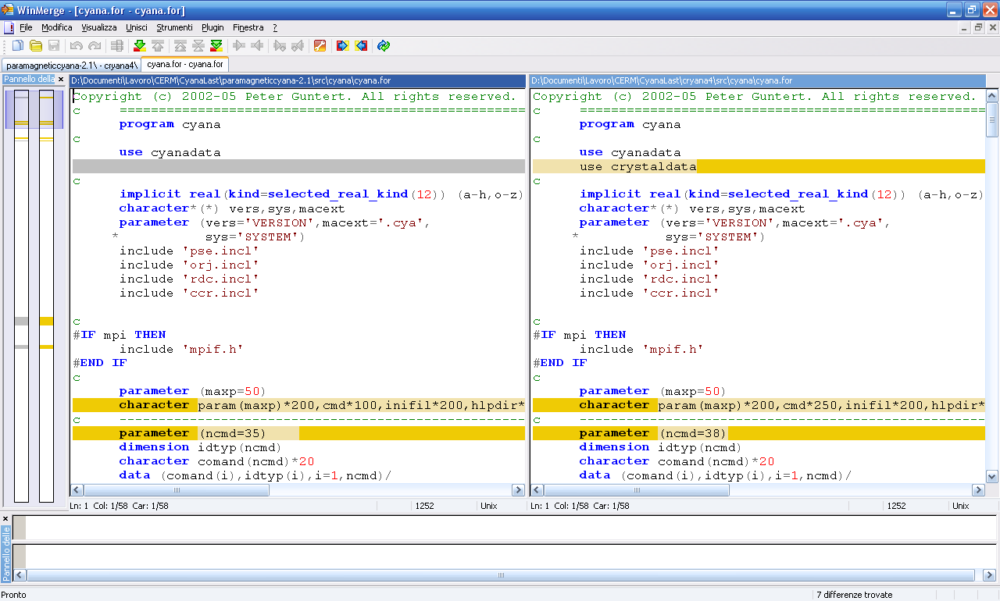 WinMerge - [cyana.for - cyana.for]
File Modifica Visualizza Unisci Strumenti Plugin Finestra ?
paramagneticcyana-2.1\ - cryana4\ cyana.for - cyana.for
Pannello della
D:\Documenti\Lavoro\CERM\CyanaLast\paramagneticcyana-2.1\src\cyana\cyana.for
Copyright (c) 2002-05 Peter Guntert. All rights reserved.
c     ====================================================
      program cyana
c
      use cyanadata
c
      implicit real(kind=selected_real_kind(12)) (a-h,o-z)
      character*(*) vers,sys,macext
      parameter (vers='VERSION',macext='.cya',
     *           sys='SYSTEM')
      include 'pse.incl'
      include 'orj.incl'
      include 'rdc.incl'
      include 'ccr.incl'
c
#IF mpi THEN
      include 'mpif.h'
#END IF
c
      parameter (maxp=50)
      character param(maxp)*200,cmd*100,inifil*200,hlpdir*
c     ----------------------------------------------------
      parameter (ncmd=35)
      dimension idtyp(ncmd)
      character comand(ncmd)*20
      data (comand(i),idtyp(i),i=1,ncmd)/
Ln: 1 Col: 1/58 Car: 1/58 1252 Unix
D:\Documenti\Lavoro\CERM\CyanaLast\cryana4\src\cyana\cyana.for
Copyright (c) 2002-05 Peter Guntert. All rights reserved.
c     ====================================================
      program cyana
c
      use cyanadata
      use crystaldata
c
      implicit real(kind=selected_real_kind(12)) (a-h,o-z)
      character*(*) vers,sys,macext
      parameter (vers='VERSION',macext='.cya',
     *           sys='SYSTEM')
      include 'pse.incl'
      include 'orj.incl'
      include 'rdc.incl'
      include 'ccr.incl'
c
#IF mpi THEN
      include 'mpif.h'
#END IF
c
      parameter (maxp=50)
      character param(maxp)*200,cmd*250,inifil*200,hlpdir*
c     ----------------------------------------------------
      parameter (ncmd=38)
      dimension idtyp(ncmd)
      character comand(ncmd)*20
      data (comand(i),idtyp(i),i=1,ncmd)/
Ln: 1 Col: 1/58 Car: 1/58 1252 Unix
Pannello delle
Pronto
7 differenze trovate